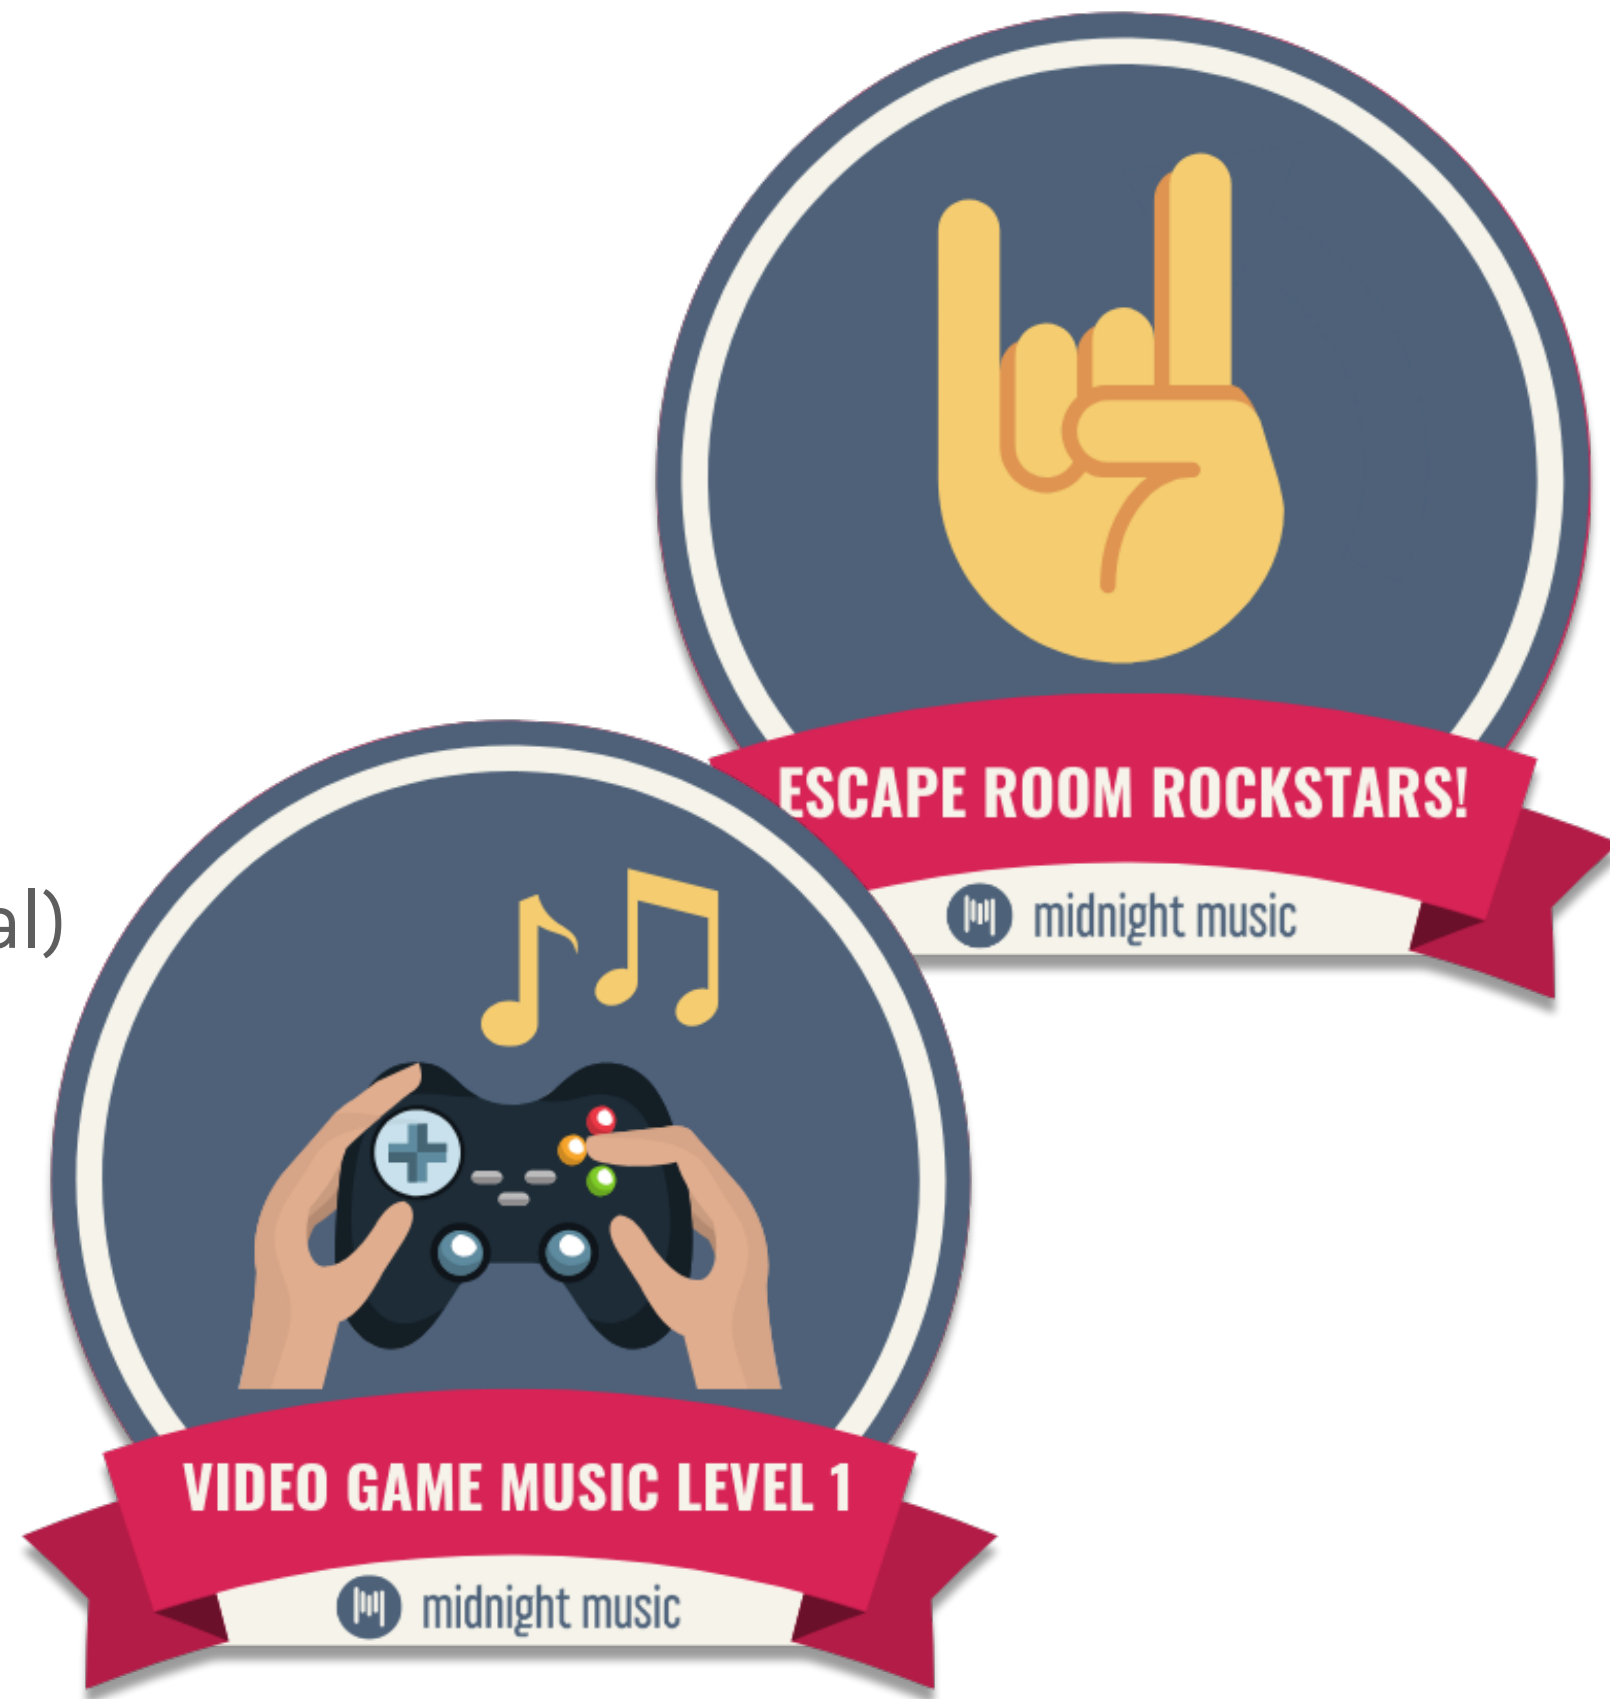 ESCAPE ROOM ROCKSTARS!
midnight music
al)
VIDEO GAME MUSIC LEVEL 1
midnight music